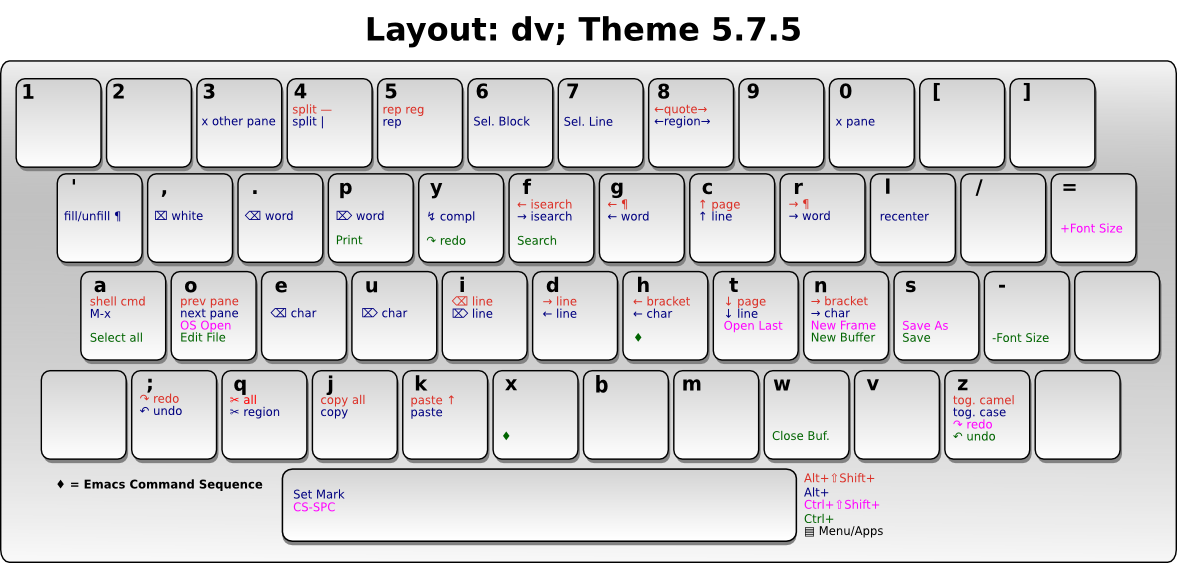 Layout: dv; Theme 5.7.5
1
2
3
x other pane
4
split —
split |
5
rep reg
rep
6
Sel. Block
7
Sel. Line
8
←quote→
←region→
9
0
x pane
[
]
'
fill/unfill ¶
,
⌧ white
.
⌫ word
p
⌦ word
Print
y
↯ compl
↷ redo
f
← isearch
→ isearch
Search
g
← ¶
← word
c
↑ page
↑ line
r
→ ¶
→ word
l
recenter
/
=
+Font Size
a
shell cmd
M-x
Select all
o
prev pane
next pane
OS Open
Edit File
e
⌫ char
u
⌦ char
i
⌫ line
⌦ line
d
→ line
← line
h
← bracket
← char
♦
t
↓ page
↓ line
Open Last
n
→ bracket
→ char
New Frame
New Buffer
s
Save As
Save
-
-Font Size
;
↷ redo
↶ undo
q
✂ all
✂ region
j
copy all
copy
k
paste ↑
paste
x
♦
b
m
w
Close Buf.
v
z
tog. camel
tog. case
↷ redo
↶ undo
♦ = Emacs Command Sequence
Set Mark
CS-SPC
Alt+⇧Shift+
Alt+
Ctrl+⇧Shift+
Ctrl+
▤ Menu/Apps